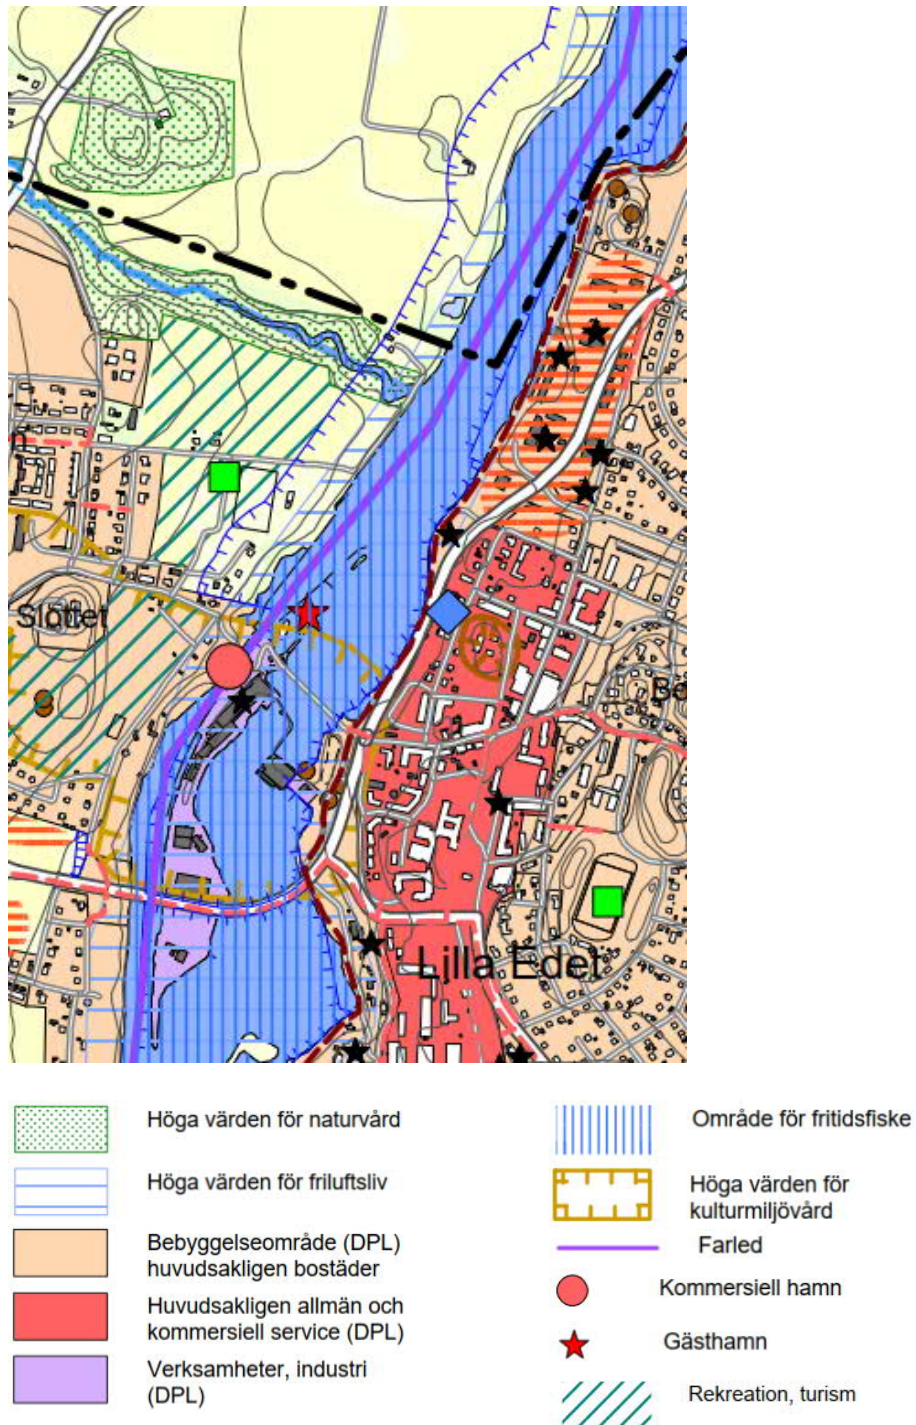 Slottet
Be
Lilla Edet
Höga värden för naturvård
Höga värden för friluftsliv
Bebyggelseområde (DPL)
huvudsakligen bostäder
Huvudsakligen allmän och
kommersiell service (DPL)
Verksamheter, industri
(DPL)
Område för fritidsfiske
Höga värden för
kulturmiljövård
Farled
Kommersiell hamn
Gästhamn
Rekreation, turism